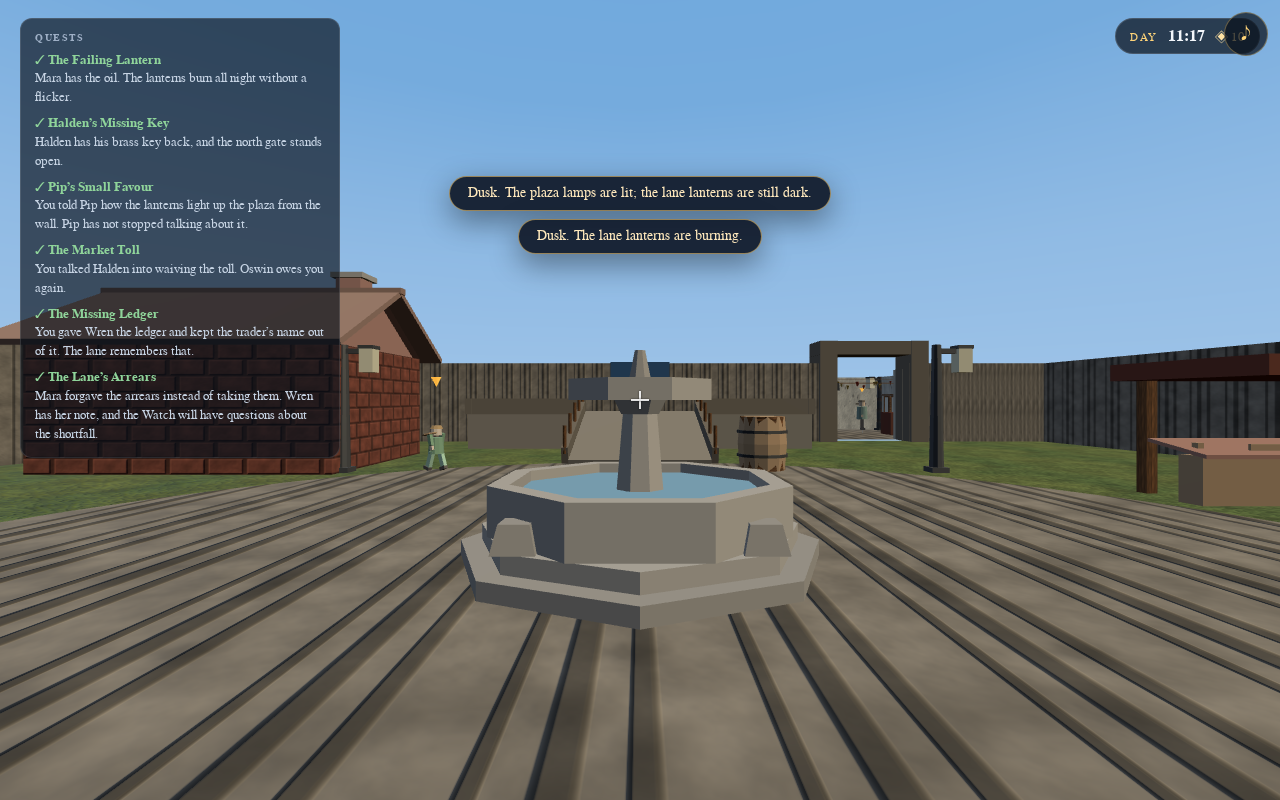 QUESTS
✓ The Failing Lantern
Mara has the oil. The lanterns burn all night without a
flicker.
✓ Halden's Missing Key
Halden has his brass key back, and the north gate stands
open.
✓ Pip's Small Favour
You told Pip how the lanterns light up the plaza from the
wall. Pip has not stopped talking about it.
✓ The Market Toll
You talked Halden into waiving the toll. Oswin owes you
again.
✓ The Missing Ledger
You gave Wren the ledger and kept the trader's name out
of it. The lane remembers that.
✓ The Lane's Arrears
Mara forgave the arrears instead of taking them. Wren
has her note, and the Watch will have questions about
the shortfall.
DAY 11:17
Dusk. The plaza lamps are lit; the lane lanterns are still dark.
Dusk. The lane lanterns are burning.